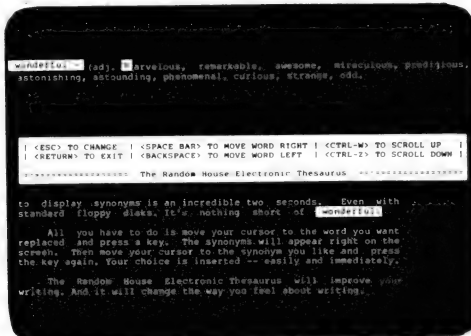 wonderful - (adj. marvelous, remarkable, awesome, miraculous, prodigious,
astonishing, astounding, phenomenal, curious, strange, odd.
| <ESC> TO CHANGE | <SPACE BAR> TO MOVE WORD RIGHT | <CTRL-W> TO SCROLL UP |
| <RETURN> TO EXIT | <BACKSPACE> TO MOVE WORD LEFT | <CTRL-Z> TO SCROLL DOWN |
The Random House Electronic Thesaurus
to display synonyms is an incredible two seconds. Even with
standard floppy disks. It's nothing short of wonderful.
All you have to do is move your cursor to the word you want
replaced and press a key. The synonyms will appear right on the
screen. Then move your cursor to the synonym you like and press
the key again. Your choice is inserted -- easily and immediately.
The Random House Electronic Thesaurus will improve your
writing. And it will change the way you feel about writing.